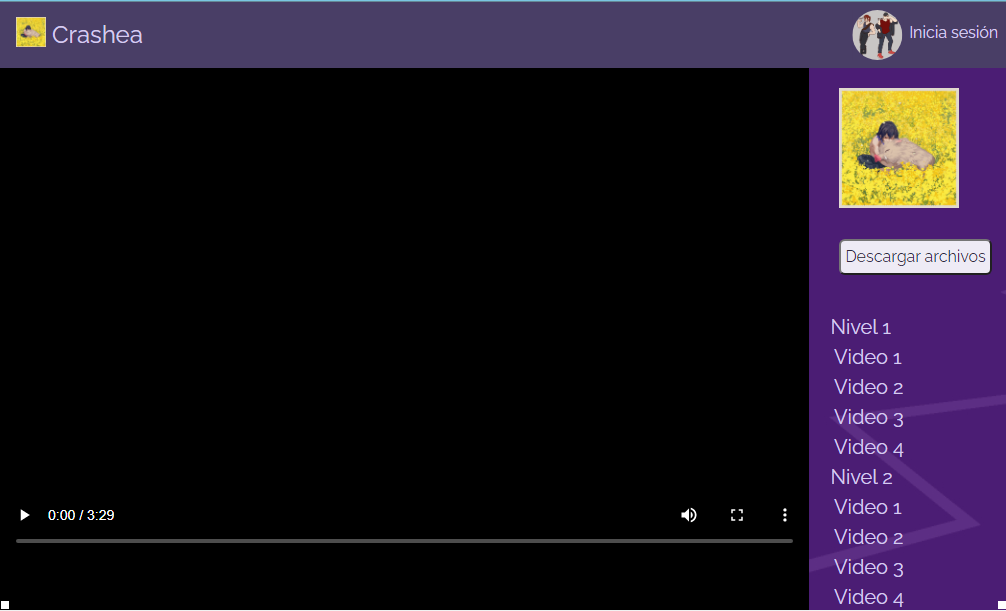 Crashea
Inicia sesión
Descargar archivos
Nivel 1
Video 1
Video 2
Video 3
Video 4
Nivel 2
Video 1
Video 2
Video 3
Video 4
0:00 / 3:29